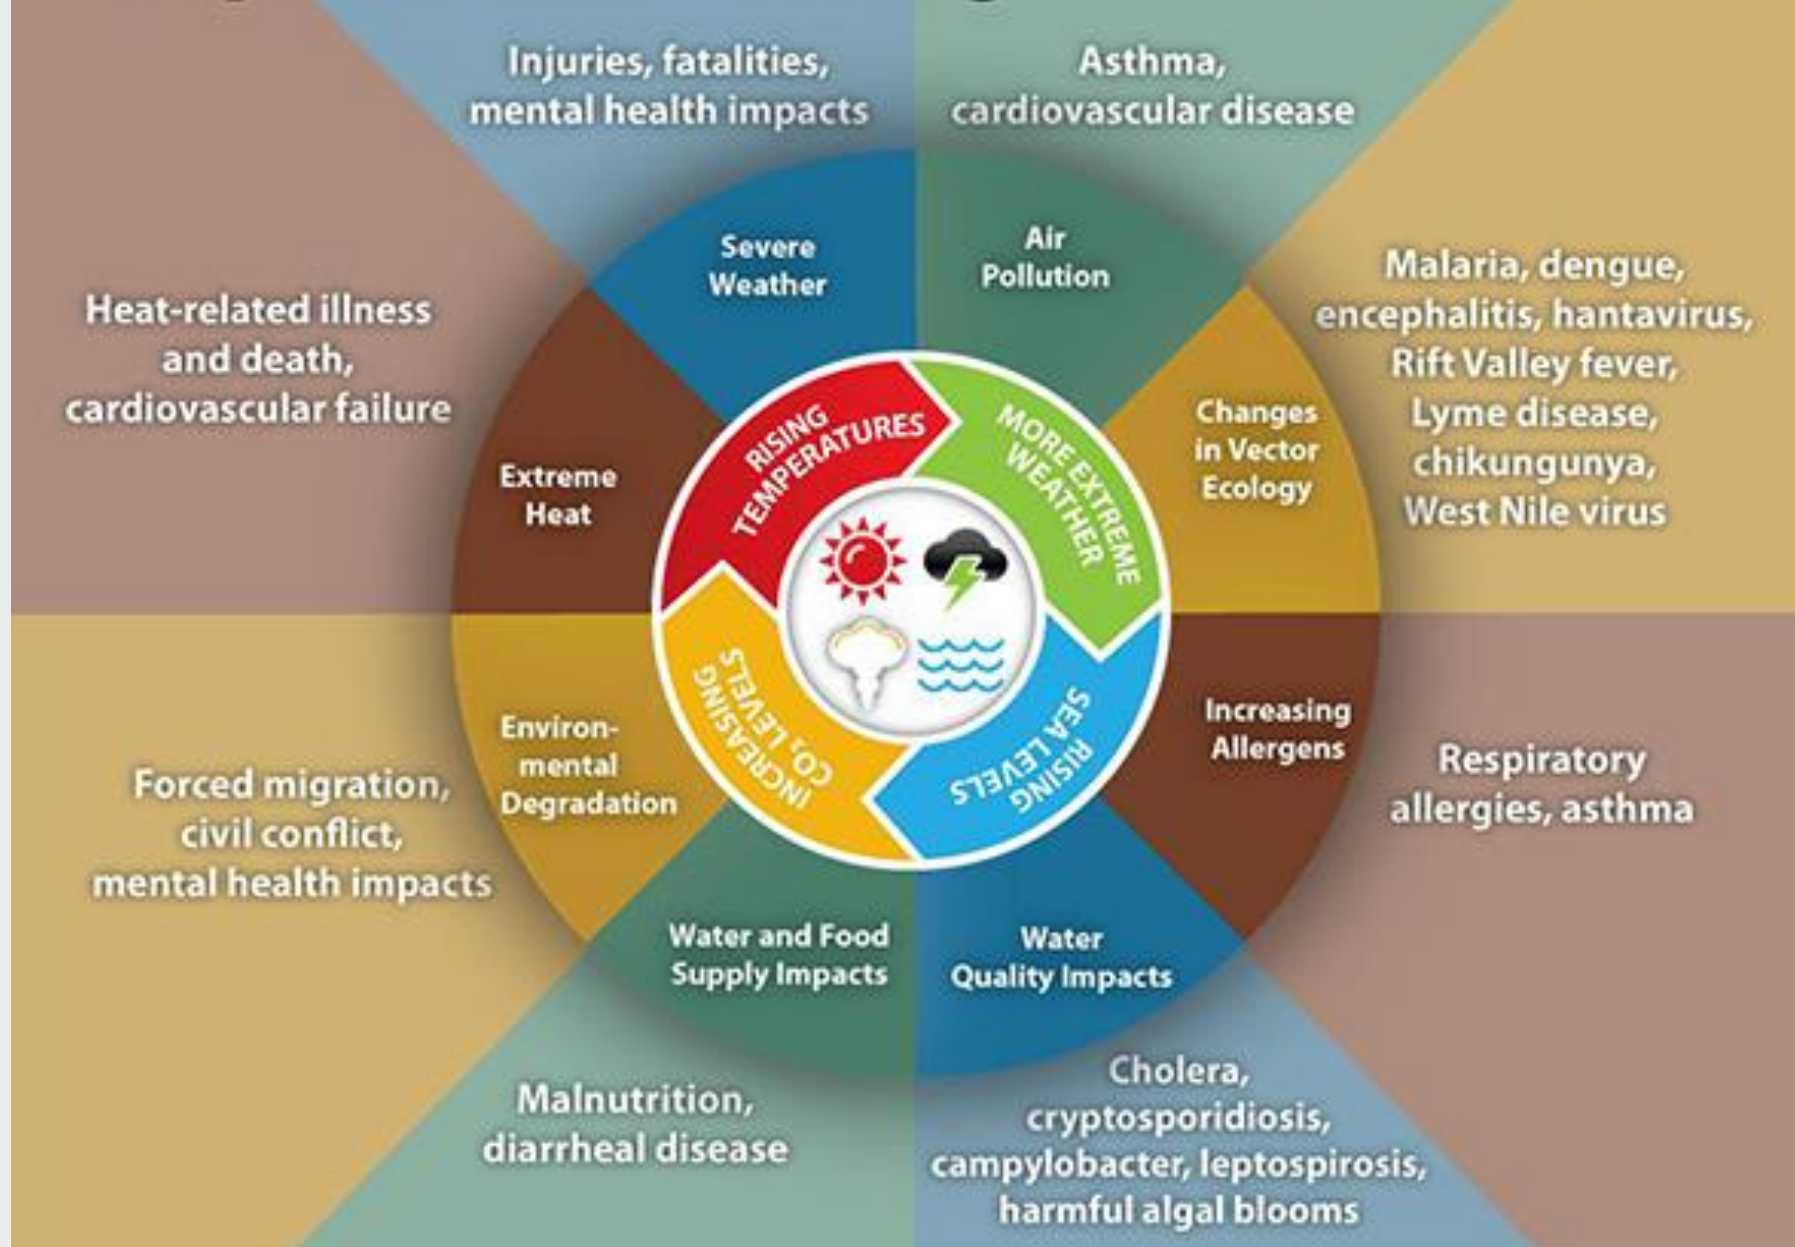 Injuries, fatalities,
mental health impacts
Asthma,
cardiovascular disease
Severe
Weather
Air
Pollution
Malaria, dengue,
encephalitis, hantavirus,
Rift Valley fever,
Lyme disease,
chikungunya,
West Nile virus
Changes
in Vector
Ecology
Heat-related illness
and death,
cardiovascular failure
Extreme
Heat
RISING
TEMPERATURES
MORE EXTREME
WEATHER
RISING
SEA LEVELS
INCREASING
CO₂ LEVELS
Increasing
Allergens
Respiratory
allergies, asthma
Environ-
mental
Degradation
Forced migration,
civil conflict,
mental health impacts
Water and Food
Supply Impacts
Water
Quality Impacts
Malnutrition,
diarrheal disease
Cholera,
cryptosporidiosis,
campylobacter, leptospirosis,
harmful algal blooms